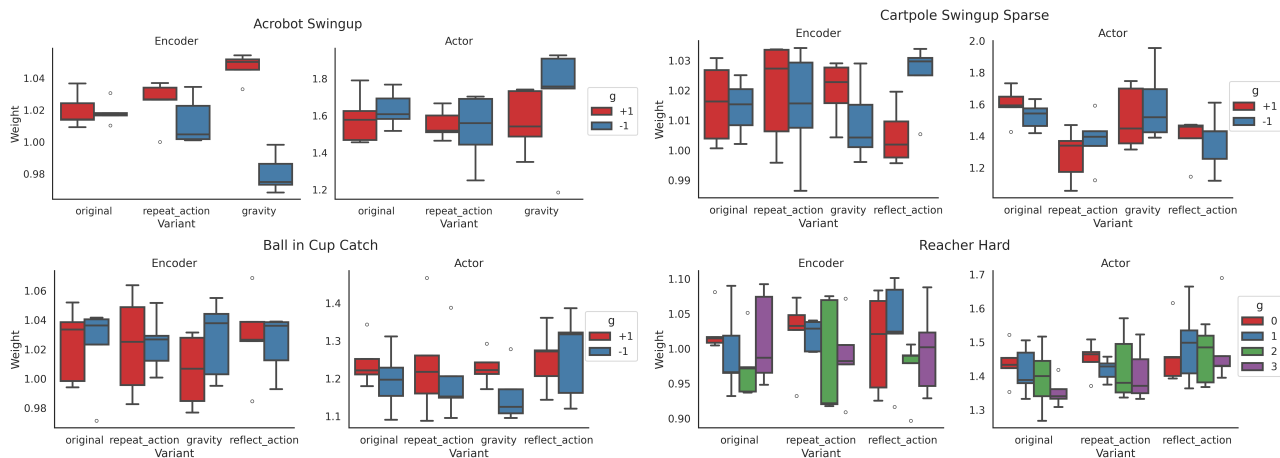 Acrobot Swingup
Encoder
Actor
Weight
1.04
1.02
1.00
0.98
original
repeat_action
gravity
Variant
1.8
1.6
1.4
1.2
original
repeat_action
gravity
Variant
g
+1
-1
Cartpole Swingup Sparse
Encoder
Actor
Weight
1.03
1.02
1.01
1.00
0.99
original
repeat_action
gravity
reflect_action
Variant
2.0
1.8
1.6
1.4
1.2
original
repeat_action
gravity
reflect_action
Variant
g
+1
-1
Ball in Cup Catch
Encoder
Actor
Weight
1.06
1.04
1.02
1.00
0.98
original
repeat_action
gravity
reflect_action
Variant
1.4
1.3
1.2
1.1
original
repeat_action
gravity
reflect_action
Variant
g
+1
-1
Reacher Hard
Encoder
Actor
Weight
1.10
1.05
1.00
0.95
0.90
original
repeat_action
reflect_action
Variant
1.7
1.6
1.5
1.4
1.3
original
repeat_action
reflect_action
Variant
g
0
1
2
3